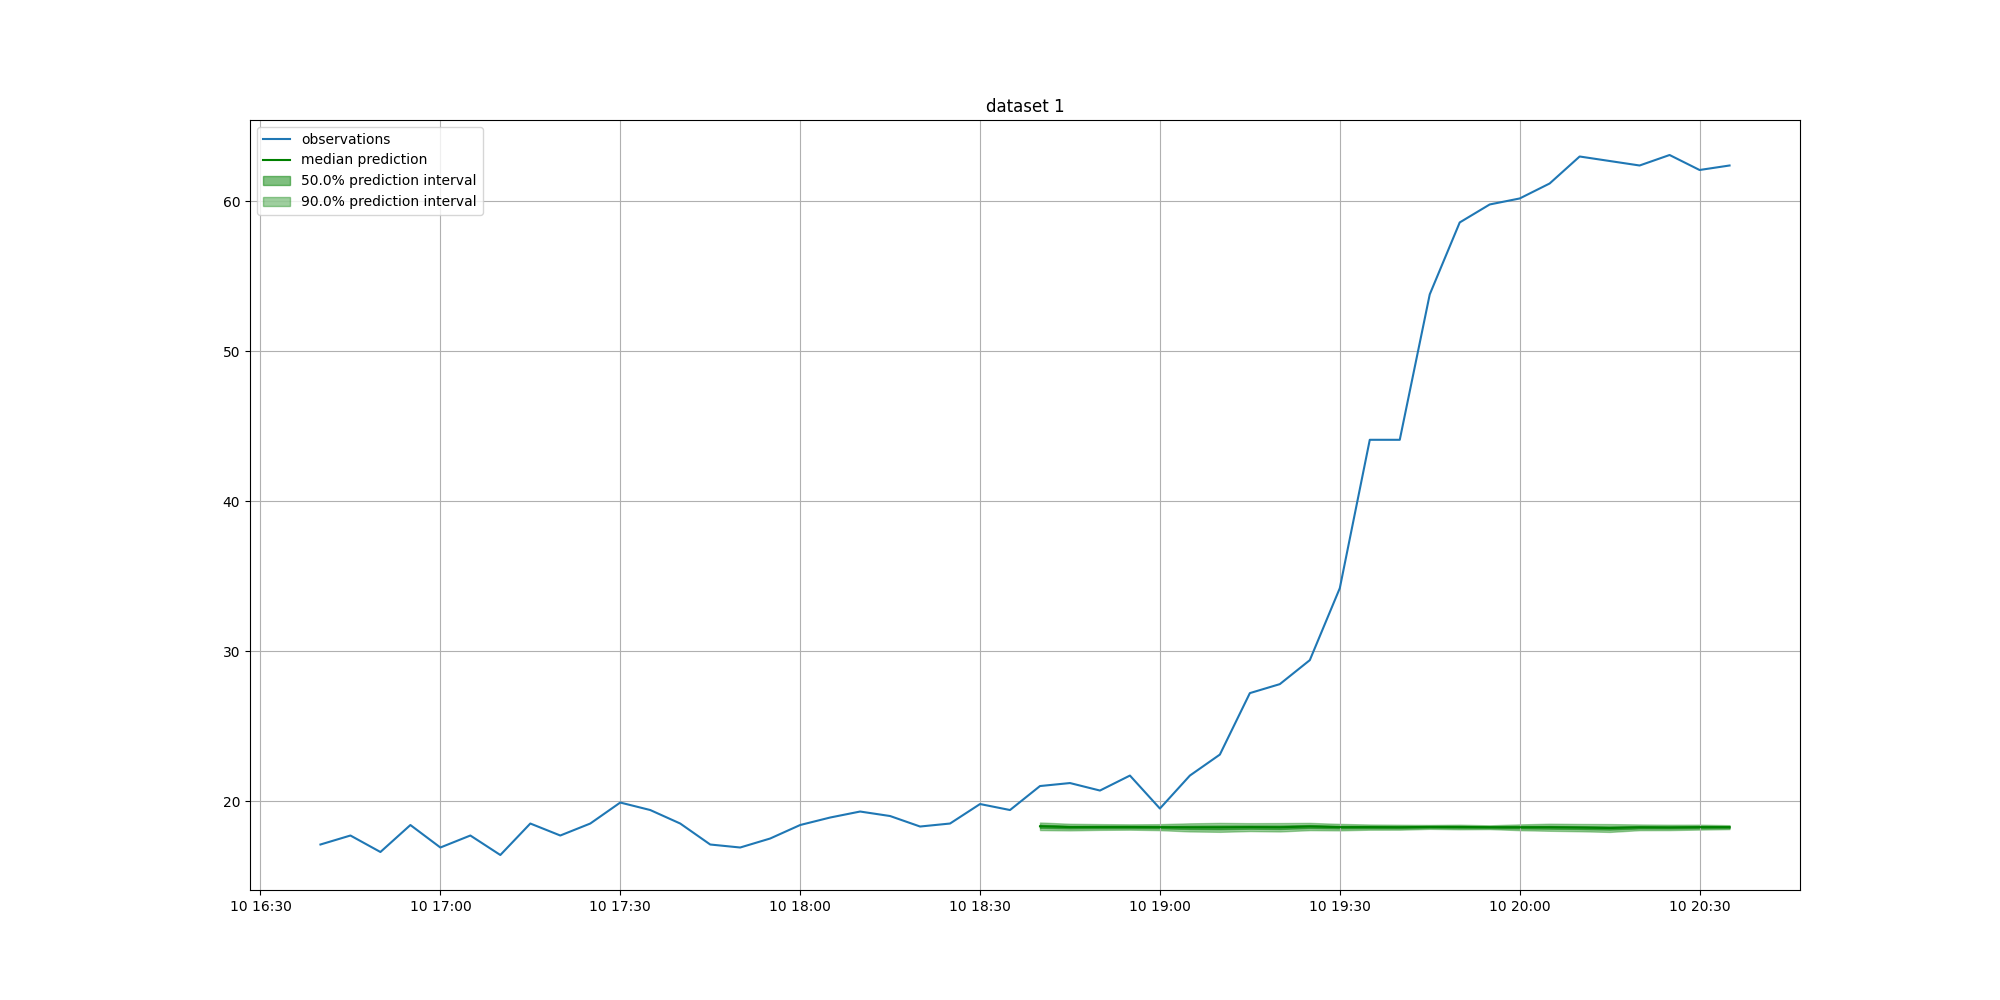 dataset 1
observations
median prediction
50.0% prediction interval
90.0% prediction interval
60
50
40
30
20
10 16:30 10 17:00 10 17:30 10 18:00 10 18:30 10 19:00 10 19:30 10 20:00 10 20:30